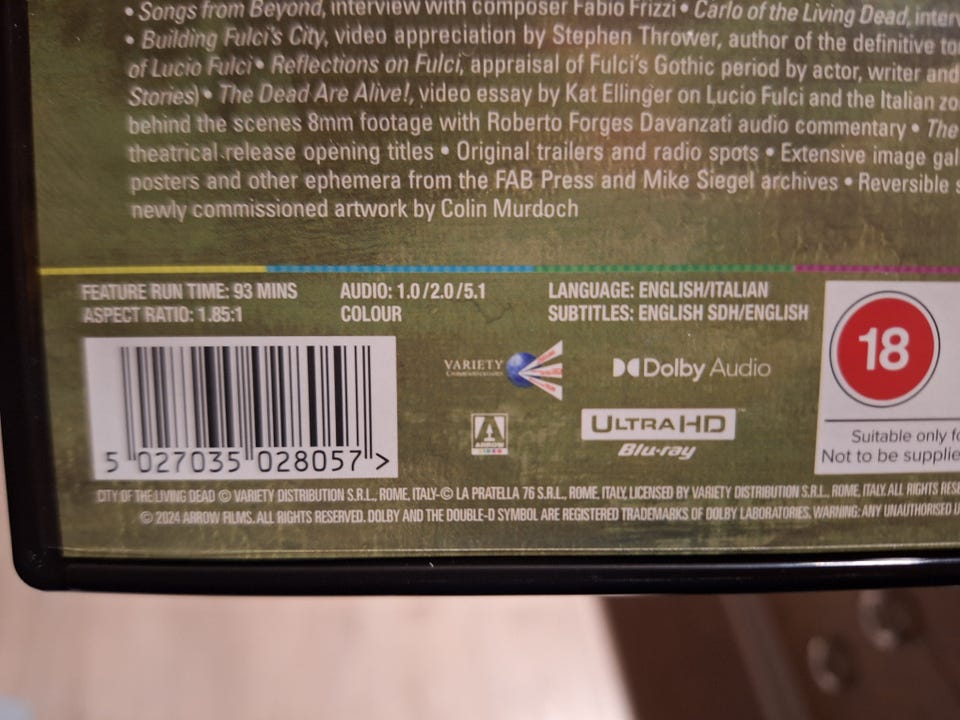 • Songs from Beyond, interview with composer Fabio Frizzi • Carlo of the Living Dead,
• Building Fulci's City, video appreciation by Stephen Thrower, author of the definitive
of Lucio Fulci • Reflections on Fulci, appraisal of Fulci's Gothic period by actor, writer and
Stories) • The Dead Are Alive!, video essay by Kat Ellinger on Lucio Fulci and the Italian
behind the scenes 8mm footage with Roberto Forges Davanzati audio commentary • The
theatrical release opening titles • Original trailers and radio spots • Extensive image
posters and other ephemera from the FAB Press and Mike Siegel archives • Reversible
newly commissioned artwork by Colin Murdoch
FEATURE RUN TIME: 93 MINS
ASPECT RATIO: 1.85:1
AUDIO: 1.0/2.0/5.1
COLOUR
LANGUAGE: ENGLISH/ITALIAN
SUBTITLES: ENGLISH SDH/ENGLISH
5 027035 028057 >
VARIETY
COMMUNICATIONS
Dolby Audio
ARROW
ULTRA HD
Blu-ray
18
Suitable only
Not to be
CITY OF THE LIVING DEAD © VARIETY DISTRIBUTION S.R.L., ROME, ITALY-© LA PRATELLA 76 S.R.L., ROME, ITALY, LICENSED BY VARIETY DISTRIBUTION S.R.L., ROME, ITALY. ALL RIGHTS
© 2024 ARROW FILMS. ALL RIGHTS RESERVED. DOLBY AND THE DOUBLE-D SYMBOL ARE REGISTERED TRADEMARKS OF DOLBY LABORATORIES. WARNING: ANY UNAUTHORISED